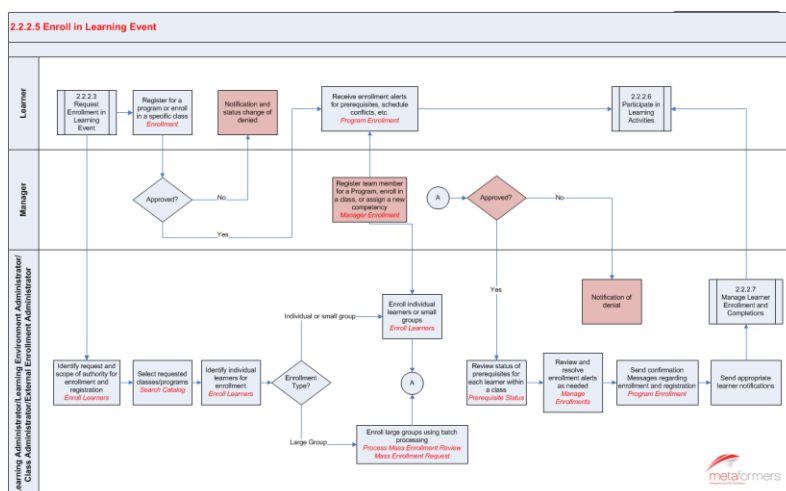 2.2.2.5 Enroll in Learning Event
Learner
2.2.2.3
Request
Enrollment in
Learning
Event
Register for a
program or enroll
in a specific class
Enrollment
Notification and
status change of
denied
Receive enrollment alerts
for prerequisites, schedule
conflicts, etc.
Program Enrollment
2.2.2.6
Participate in
Learning
Activities
Manager
Approved?
No
Yes
Register team member
for a Program, enroll in
a class, or assign a new
competency
Manager Enrollment
A
Approved?
No
Yes
Learning Administrator/Learning Environment Administrator/
Class Administrator/External Enrollment Administrator
Identify request and
scope of authority for
enrollment and
registration
Enroll Learners
Select requested
classes/programs
Search Catalog
Identify individual
learners for
enrollment
Enroll Learners
Enrollment
Type?
Individual or small group
Large Group
Enroll individual
learners or small
groups
Enroll Learners
A
Enroll large groups using batch
processing
Process Mass Enrollment Review
Mass Enrollment Request
Notification of
denial
Review status of
prerequisites for
each learner within
a class
Prerequisite Status
Review and
resolve
enrollment alerts
as needed
Manage
Enrollments
Send confirmation
Messages regarding
enrollment and registration
Program Enrollment
Send appropriate
learner notifications
2.2.2.7
Manage Learner
Enrollment and
Completions
metaformers